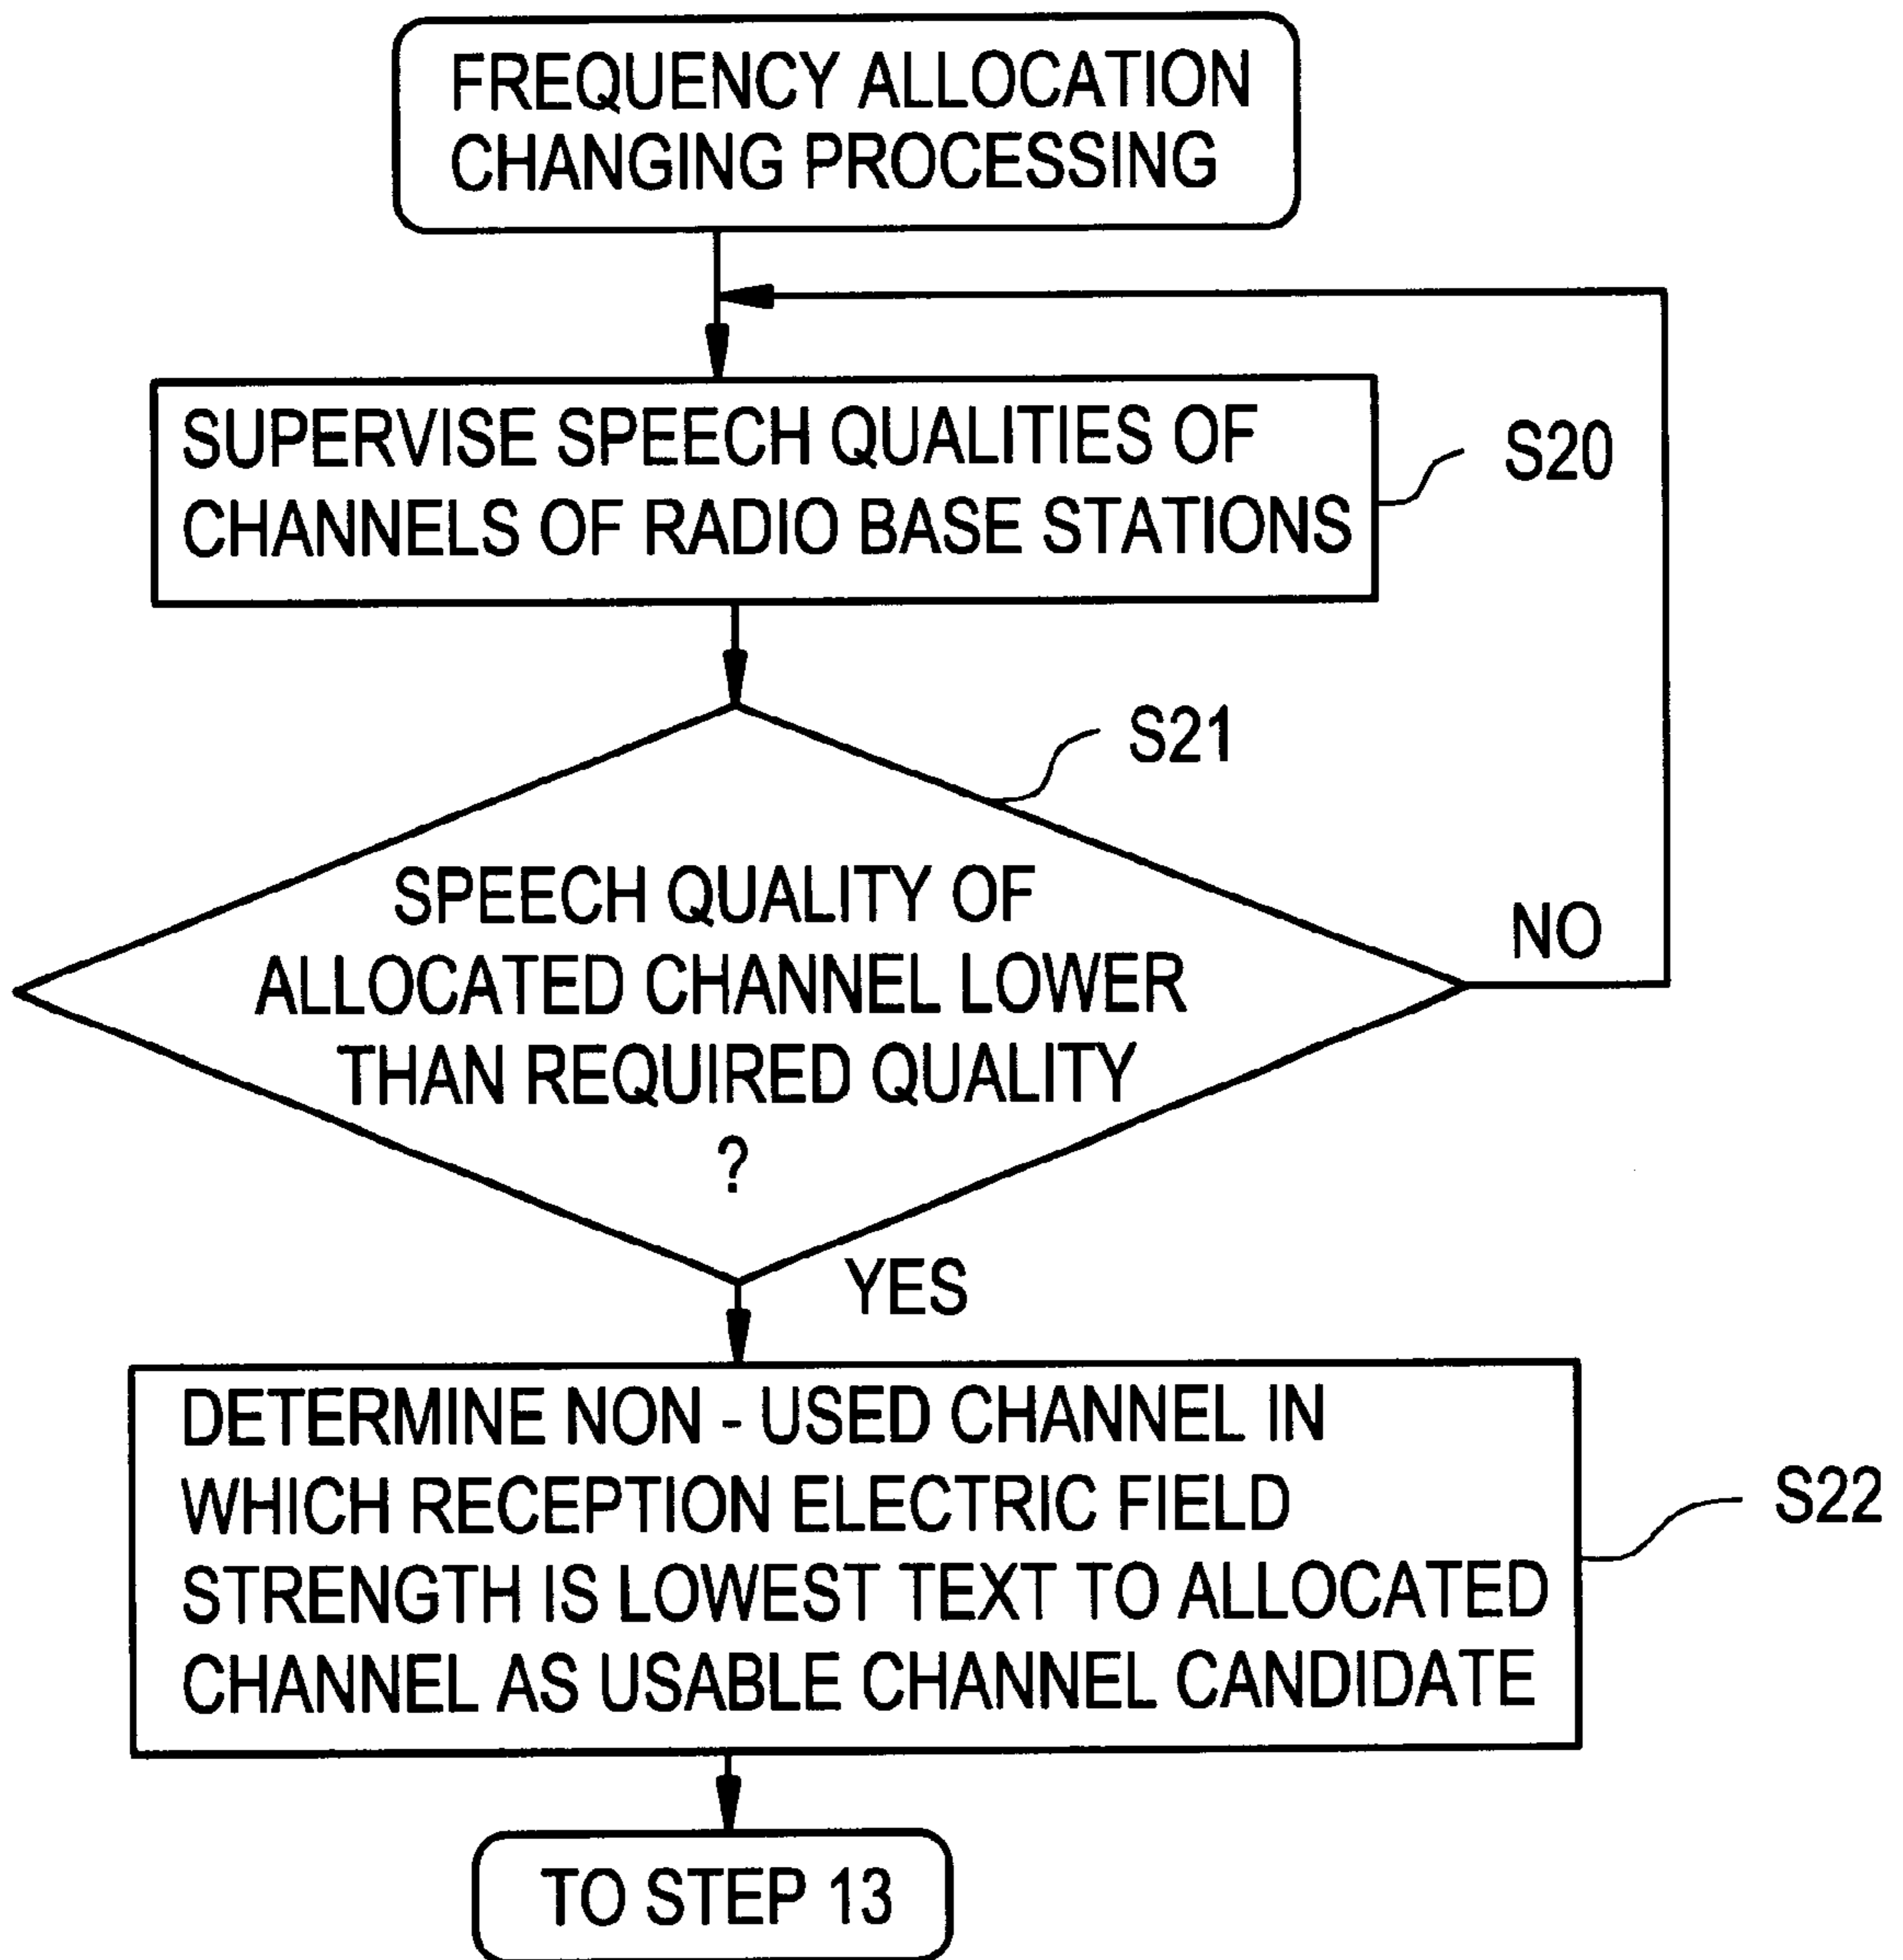 FREQUENCY ALLOCATION
CHANGING PROCESSING
SUPERVISE SPEECH QUALITIES OF
CHANNELS OF RADIO BASE STATIONS
S20
S21
SPEECH QUALITY OF
ALLOCATED CHANNEL LOWER
THAN REQUIRED QUALITY
?
NO
YES
DETERMINE NON - USED CHANNEL IN
WHICH RECEPTION ELECTRIC FIELD
STRENGTH IS LOWEST TEXT TO ALLOCATED
CHANNEL AS USABLE CHANNEL CANDIDATE
S22
TO STEP 13